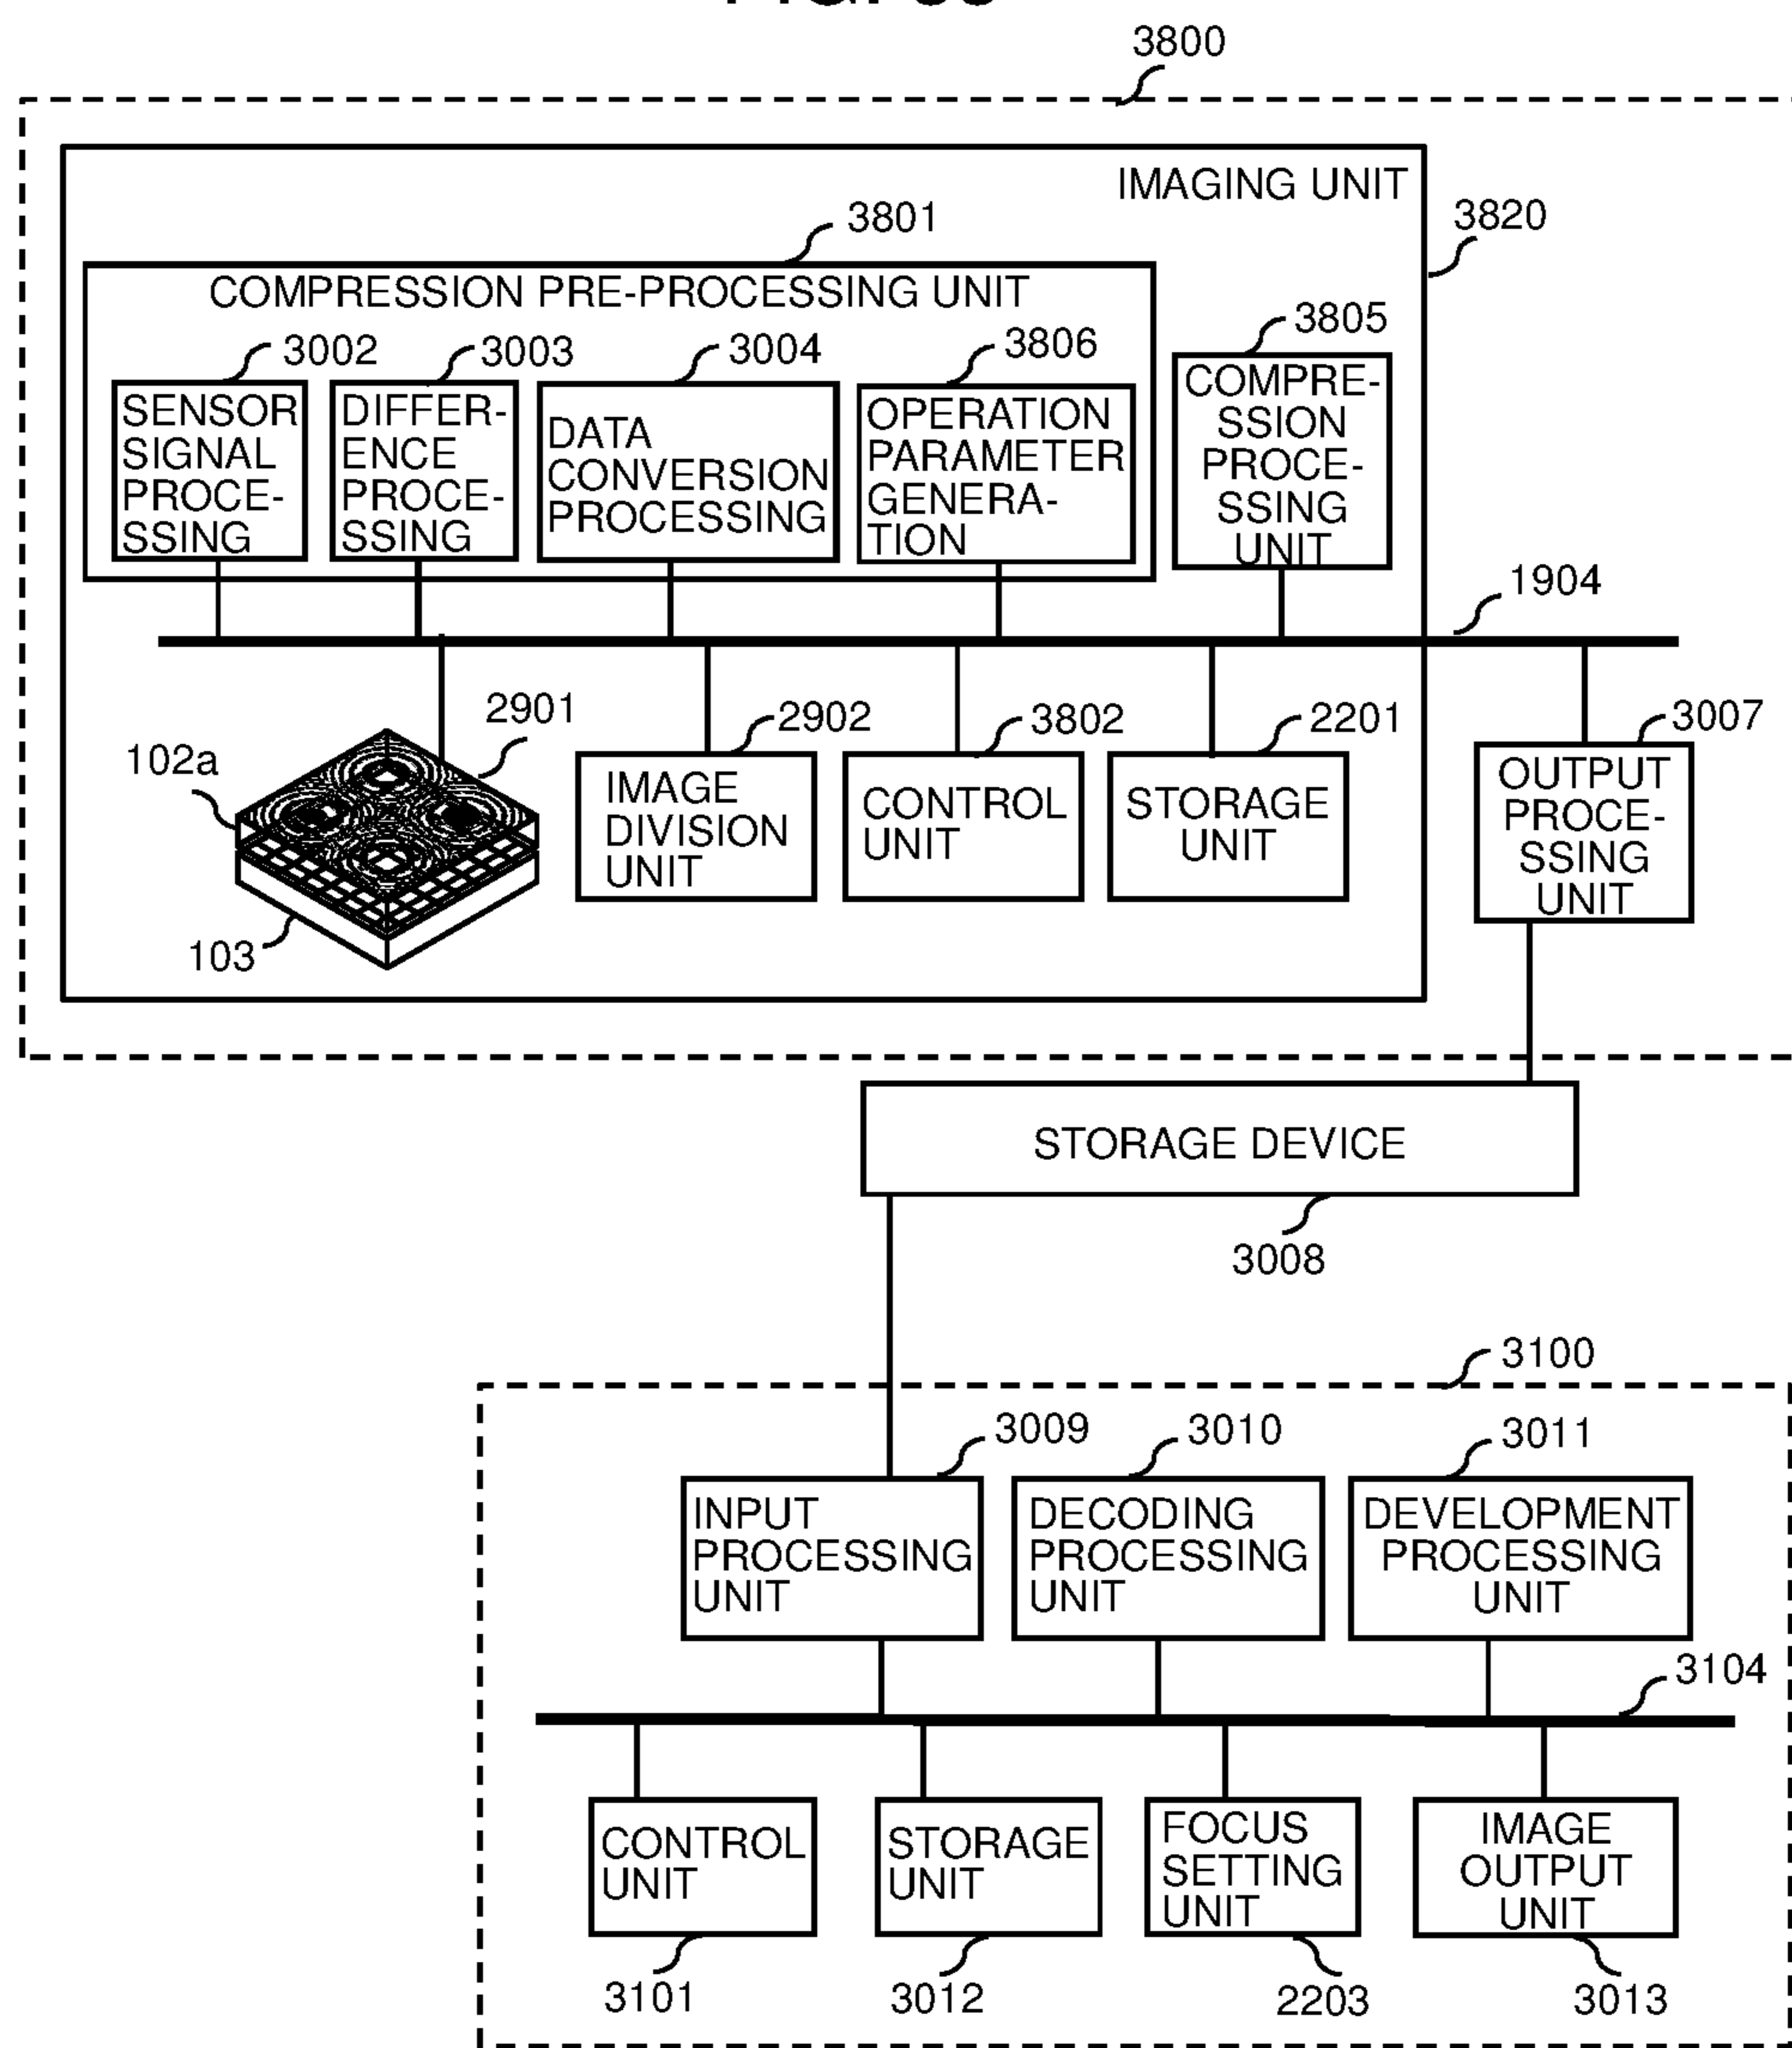 3800
IMAGING UNIT
3820
3801
COMPRESSION PRE-PROCESSING UNIT
3002
3003
3004
3806
3805
SENSOR
SIGNAL
PROCE-
SSING
DIFFER-
ENCE
PROCE-
SSING
DATA
CONVERSION
PROCESSING
OPERATION
PARAMETER
GENERA-
TION
COMPRE-
SSION
PROCE-
SSING
UNIT
1904
2901
102a
103
2902
IMAGE
DIVISION
UNIT
3802
CONTROL
UNIT
2201
STORAGE
UNIT
3007
OUTPUT
PROCE-
SSING
UNIT
STORAGE DEVICE
3008
3100
3009
INPUT
PROCESSING
UNIT
3010
DECODING
PROCESSING
UNIT
3011
DEVELOPMENT
PROCESSING
UNIT
3104
CONTROL
UNIT
3101
STORAGE
UNIT
3012
FOCUS
SETTING
UNIT
2203
IMAGE
OUTPUT
UNIT
3013